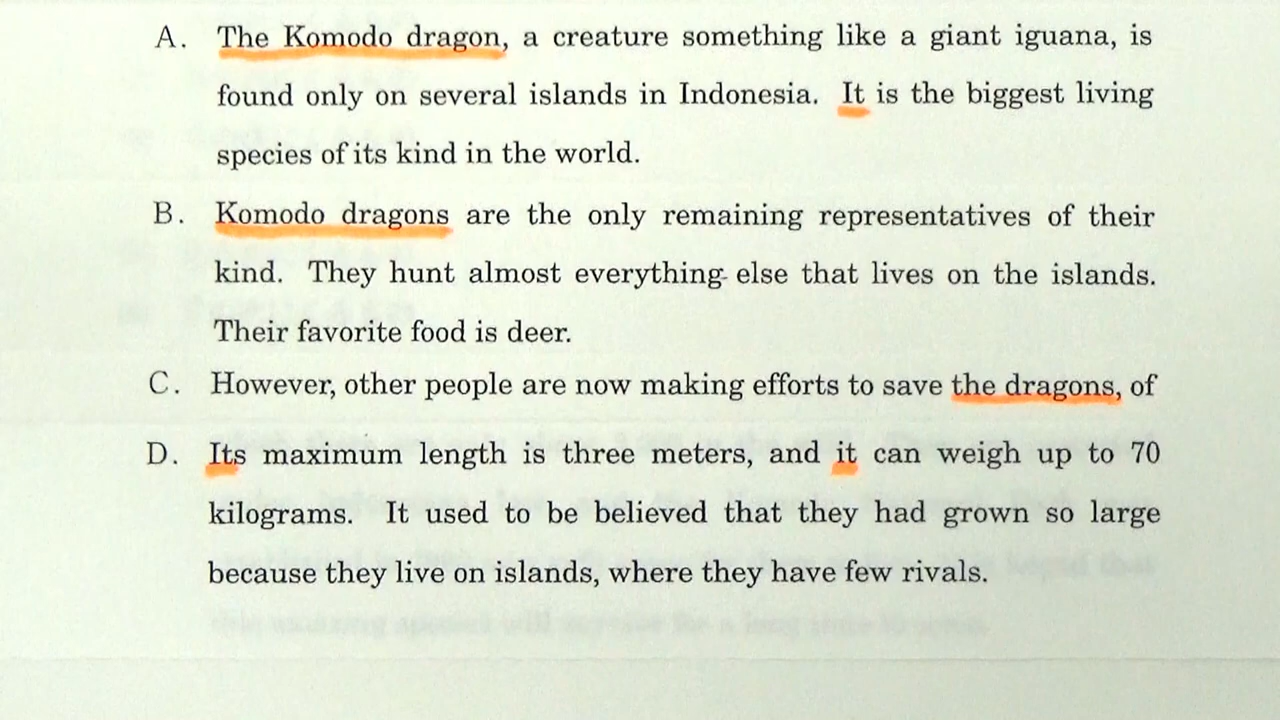 A. The Komodo dragon, a creature something like a giant iguana, is
found only on several islands in Indonesia. It is the biggest living
species of its kind in the world.
B. Komodo dragons are the only remaining representatives of their
kind. They hunt almost everything else that lives on the islands.
Their favorite food is deer.
C. However, other people are now making efforts to save the dragons, of
D. Its maximum length is three meters, and it can weigh up to 70
kilograms. It used to be believed that they had grown so large
because they live on islands, where they have few rivals.